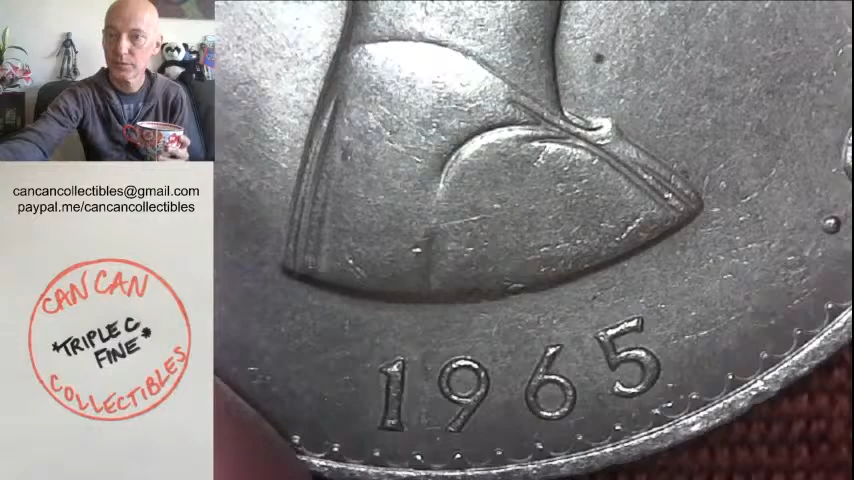 cancancollectibles@gmail.com
paypal.me/cancancollectibles
CAN CAN
*TRIPLE C*
FINE
COLLECTIBLES
1965